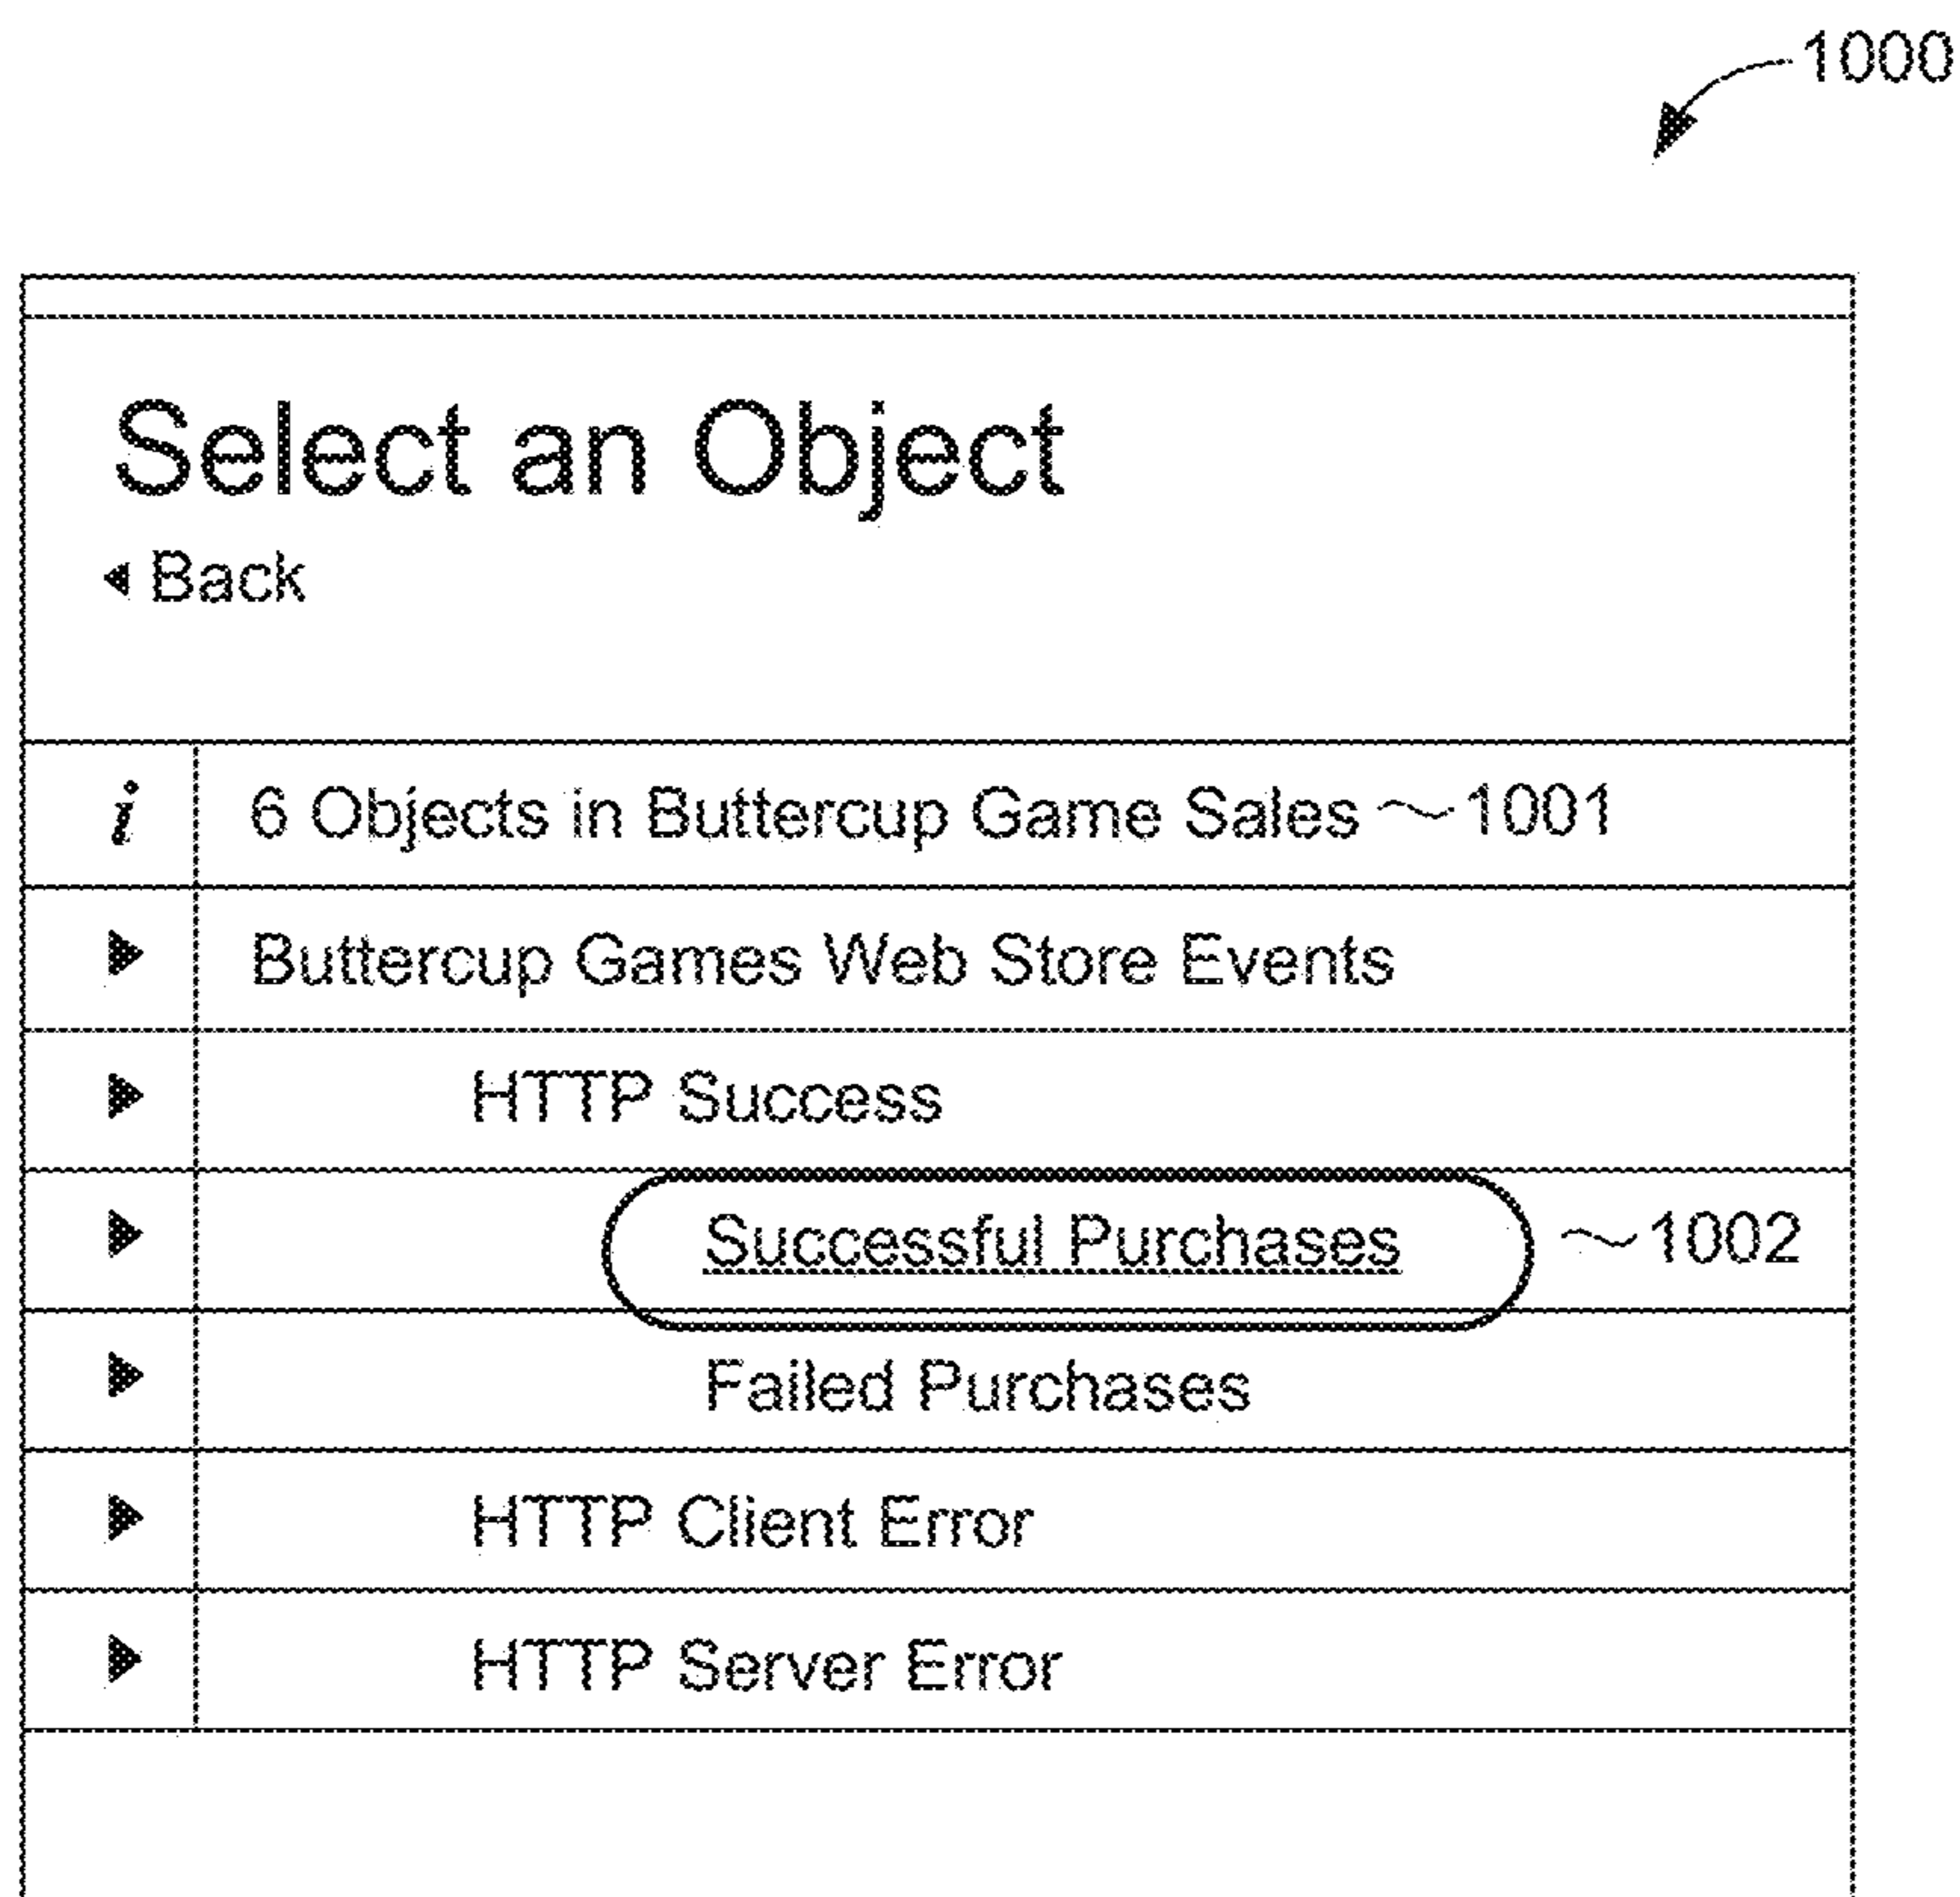 1000
Select an Object
Back
i 6 Objects in Buttercup Game Sales 1001
Buttercup Games Web Store Events
HTTP Success
Successful Purchases 1002
Failed Purchases
HTTP Client Error
HTTP Server Error